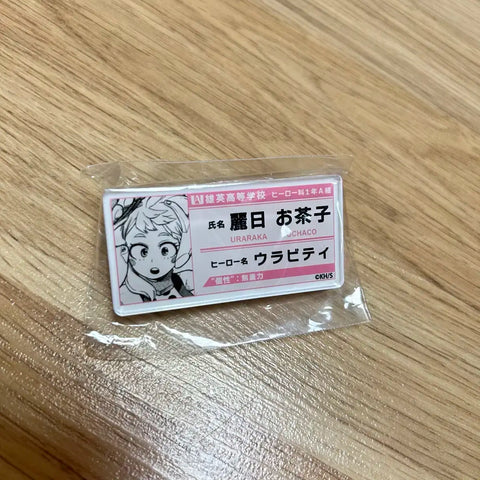 UA 雄英高等学校 ヒーロー科1年A組
氏名 麗日 お茶子
URARAKA OCHACO
ヒーロー名 ウラビティ
"個性":無重力
©KH/S